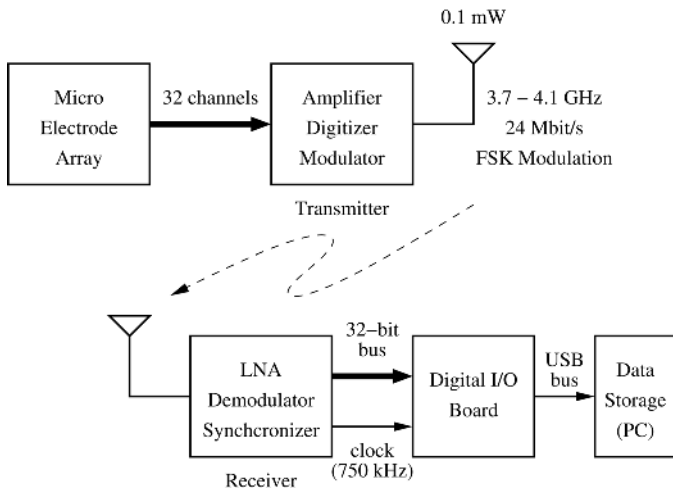 0.1 mW
Micro
Electrode
Array
32 channels
Amplifier
Digitizer
Modulator
3.7 – 4.1 GHz
24 Mbit/s
FSK Modulation
Transmitter
LNA
Demodulator
Synchcronizer
32–bit
bus
clock
(750 kHz)
Digital I/O
Board
USB
bus
Data
Storage
(PC)
Receiver